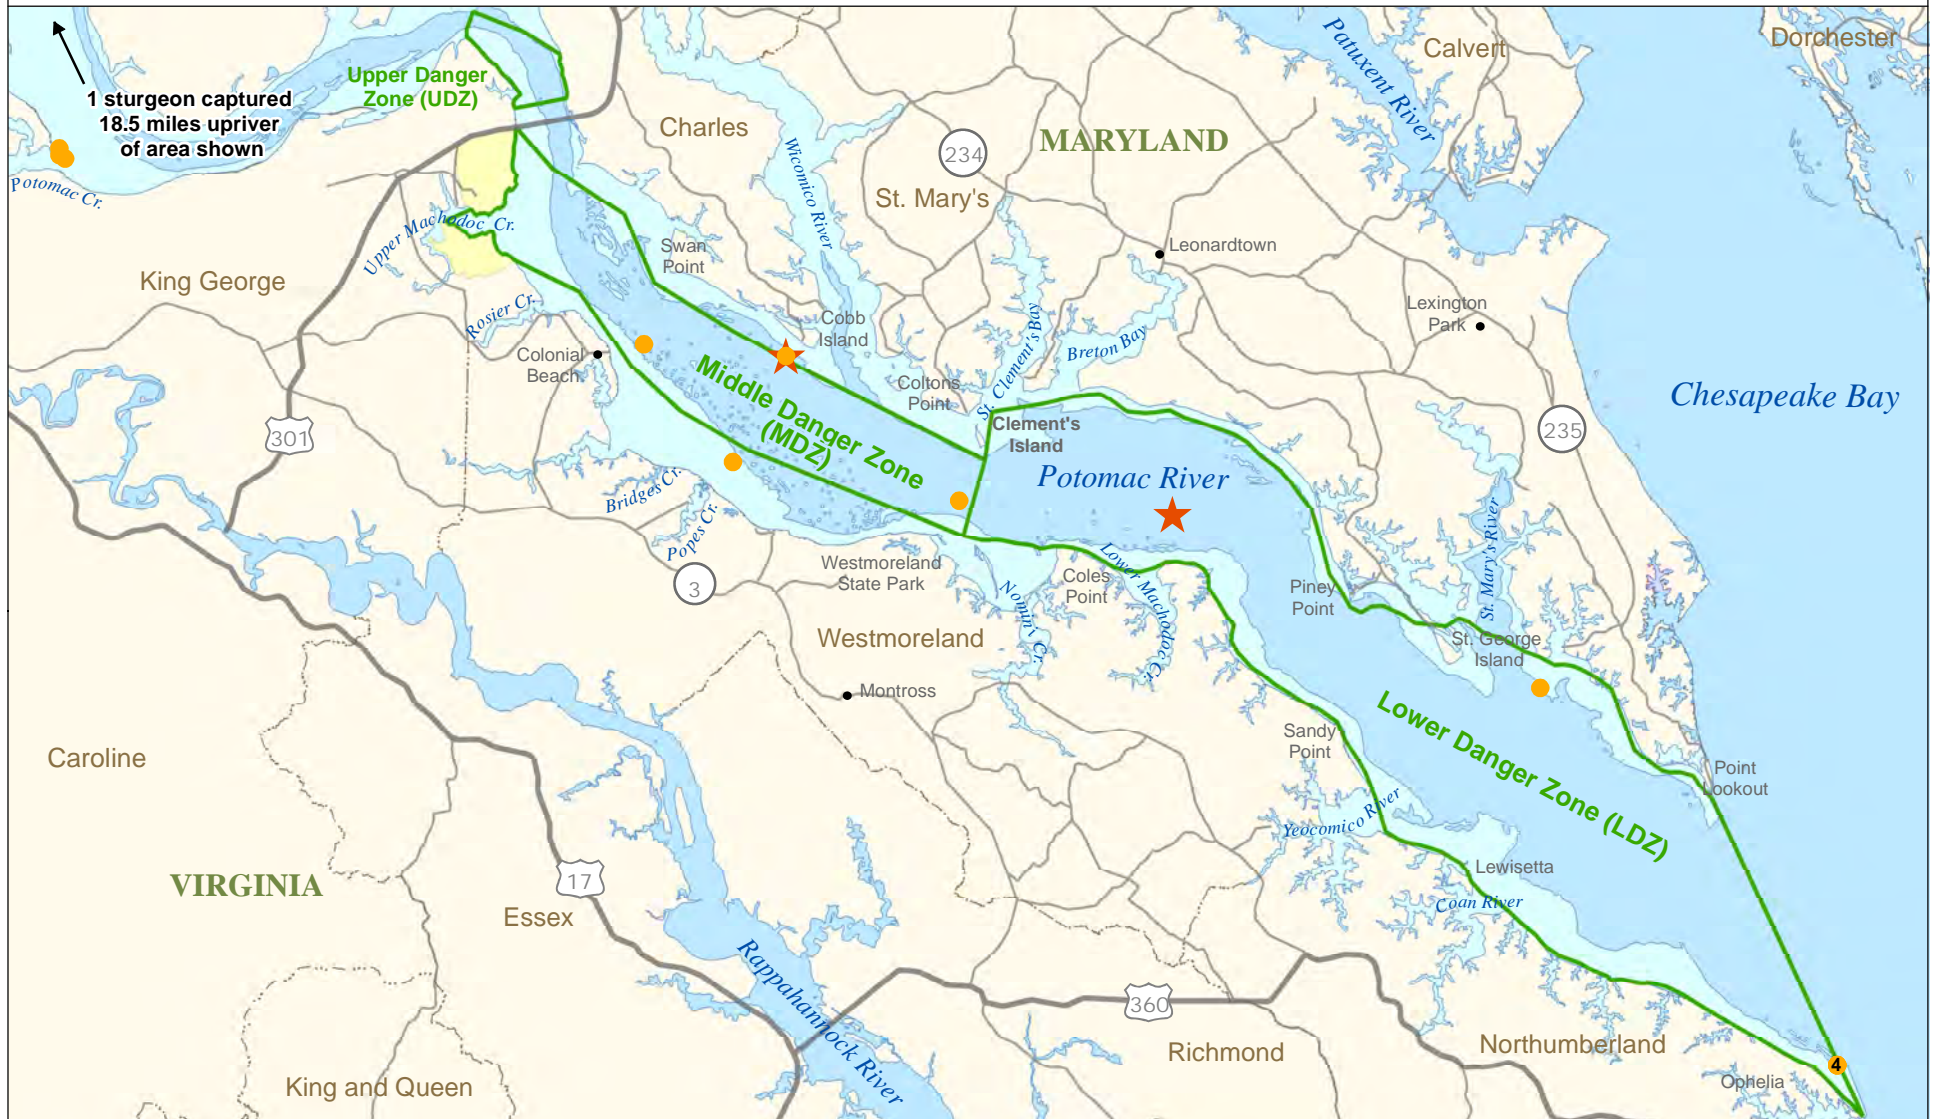 1 sturgeon captured
18.5 miles upriver
of area shown
Upper Danger
Zone (UDZ)
Potomac Cr.
Upper Machodoc Cr.
King George
Rosier Cr.
Colonial
Beach
301
Charles
Wicomico River
Swan
Point
Cobb
Island
Middle Danger Zone
(MDZ)
Coltons
Point
234
MARYLAND
St. Mary's
Leonardtown
St. Clement's Bay
Breton Bay
Clement's
Island
Potomac River
Patuxent River
Calvert
Dorchester
Lexington
Park
235
Chesapeake Bay
Bridges Cr.
Popes Cr.
3
Westmoreland
State Park
Nomini Cr.
Coles
Point
Lower Machodoc Cr.
Piney
Point
St. Mary's River
St. George
Island
Westmoreland
Montross
Sandy
Point
Lower Danger Zone (LDZ)
Point
Lookout
Caroline
Yeocomico River
Lewisetta
Coan River
VIRGINIA
17
Essex
Rappahannock River
360
Richmond
Northumberland
4
Ophelia
King and Queen